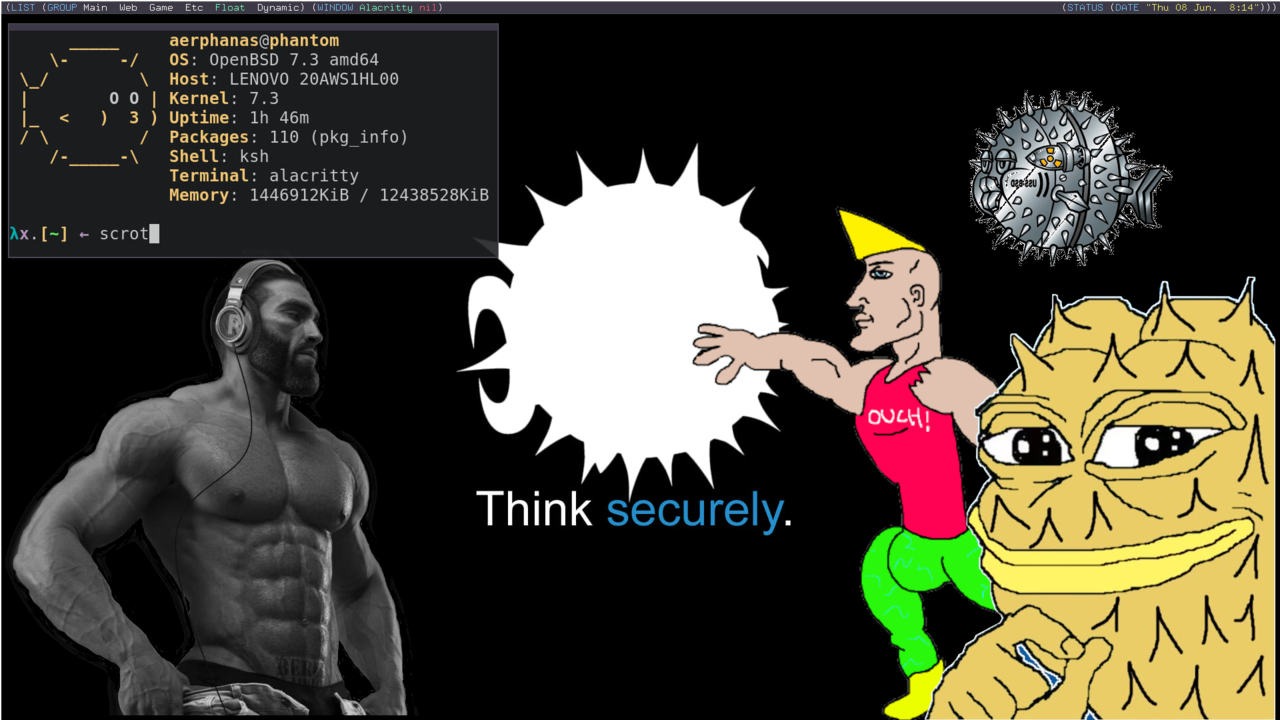 (LIST (GROUP Main Web Game Etc Float Dynamic) (WINDOW Alacritty nil)
(STATUS (DATE "Thu 08 Jun. 8:14")))
aerphanas@phantom
OS: OpenBSD 7.3 amd64
Host: LENOVO 20AWS1HL00
Kernel: 7.3
Uptime: 1h 46m
Packages: 110 (pkg_info)
Shell: ksh
Terminal: alacritty
Memory: 1446912KiB / 12438528KiB
λx.[~] ← scrot
OUCH!
Think securely.